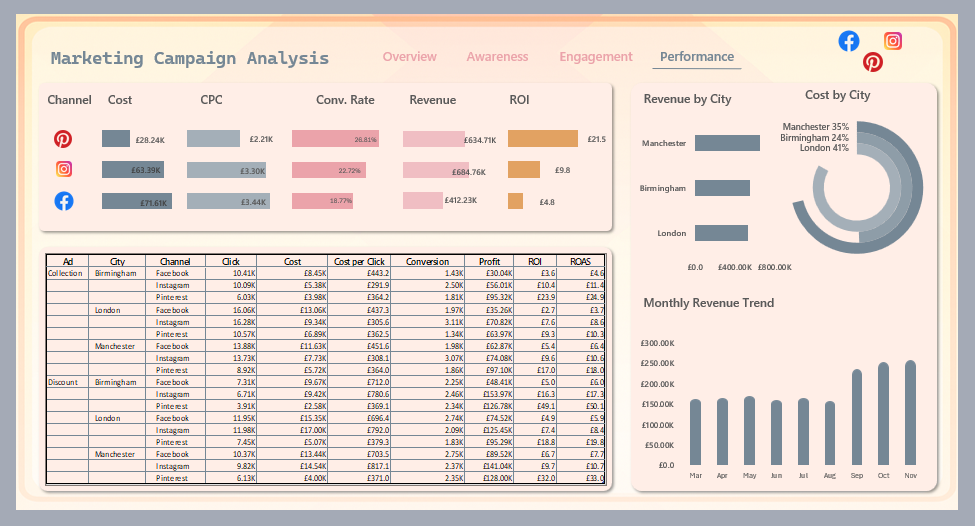 Marketing Campaign Analysis
Overview Awareness Engagement Performance
Channel Cost CPC Conv. Rate Revenue ROI
£28.24K £2.21K 26.81% £634.71K £21.5
£63.39K £3.30K 22.72% £684.76K £9.8
£71.61K £3.44K 18.77% £412.23K £4.8
Ad City Channel Click Cost Cost per Click Conversion Profit ROI ROAS
Collection Birmingham Facebook 10.41K £8.45K £443.2 1.43K £30.04K £3.6 £4.6
Instagram 10.09K £5.38K £291.9 2.50K £56.01K £10.4 £11.4
Pinterest 6.03K £3.98K £364.2 1.81K £95.32K £23.9 £24.9
London Facebook 16.06K £13.06K £437.3 1.97K £35.26K £2.7 £3.7
Instagram 16.28K £9.34K £305.6 3.11K £70.82K £7.6 £8.6
Pinterest 10.57K £6.89K £362.5 1.34K £63.97K £9.3 £10.3
Manchester Facebook 13.88K £11.63K £451.6 1.98K £62.87K £5.4 £6.4
Instagram 13.73K £7.73K £308.1 3.07K £74.08K £9.6 £10.6
Pinterest 8.92K £5.72K £364.0 1.86K £97.10K £17.0 £18.0
Discount Birmingham Facebook 7.31K £9.67K £712.0 2.25K £48.41K £5.0 £6.0
Instagram 6.71K £9.42K £780.6 2.46K £153.97K £16.3 £17.3
Pinterest 3.91K £2.58K £369.1 2.34K £126.78K £49.1 £50.1
London Facebook 11.95K £15.35K £696.4 2.74K £74.52K £4.9 £5.9
Instagram 11.98K £17.00K £792.0 2.09K £125.45K £7.4 £8.4
Pinterest 7.45K £5.07K £379.3 1.83K £95.29K £18.8 £19.8
Manchester Facebook 10.37K £13.44K £703.5 2.75K £89.52K £6.7 £7.7
Instagram 9.82K £14.54K £817.1 2.37K £141.04K £9.7 £10.7
Pinterest 6.13K £4.00K £371.0 2.35K £128.00K £32.0 £33.0
Revenue by City
Manchester
Birmingham
London
£0.0 £400.00K £800.00K
Cost by City
Manchester 35%
Birmingham 24%
London 41%
Monthly Revenue Trend
£300.00K
£250.00K
£200.00K
£150.00K
£100.00K
£50.00K
£0.0
Mar Apr May Jun Jul Aug Sep Oct Nov